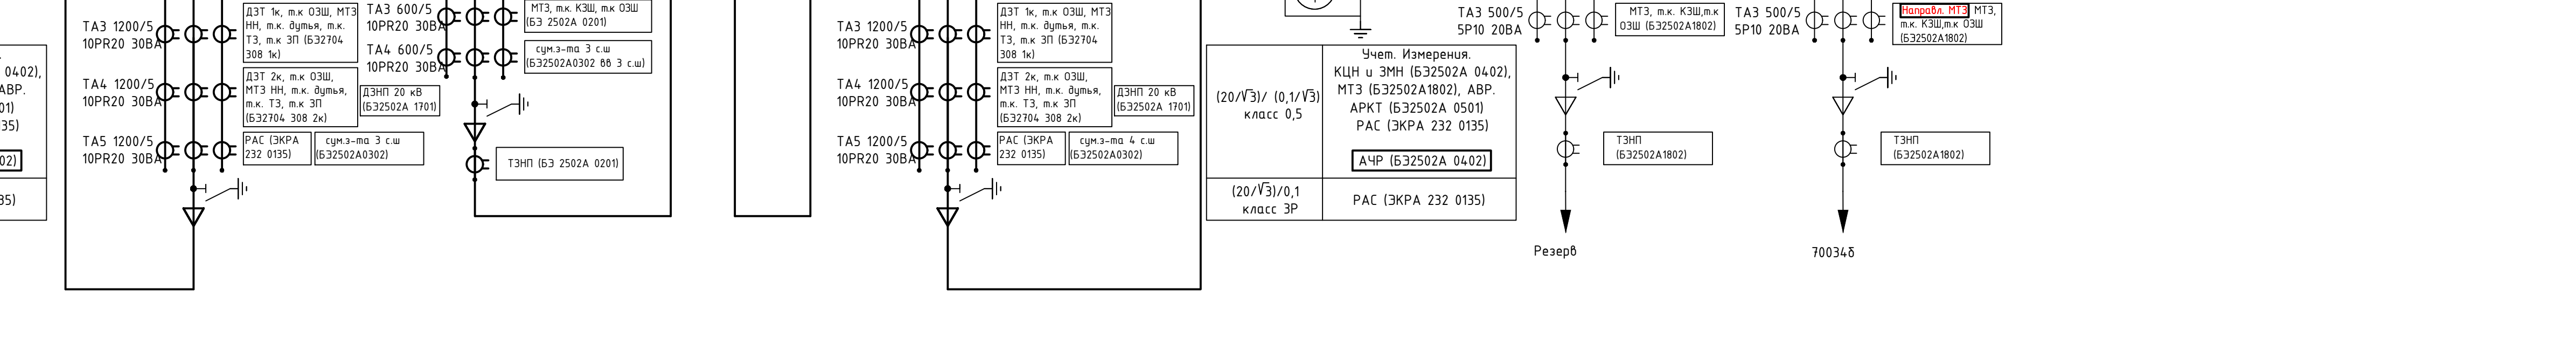 0402),
АВР.
01)
35)
02)
35)
ТА3 1200/5
10PR20 30ВА
ДЗТ 1к, т.к ОЗШ, МТЗ
НН, т.к. дутья, т.к.
ТЗ, т.к ЗП (БЭ2704
308 1к)
ТА4 1200/5
10PR20 30ВА
ДЗТ 2к, т.к ОЗШ,
МТЗ НН, т.к. дутья,
т.к. ТЗ, т.к ЗП
(БЭ2704 308 2к)
ДЗНП 20 кВ
(БЭ2502А 1701)
ТА5 1200/5
10PR20 30ВА
РАС (ЭКРА
232 0135)
сум.з-та 3 с.ш
(БЭ2502А0302)
ТА3 600/5
10PR20 30ВА
МТЗ, т.к. КЗШ, т.к ОЗШ
(БЭ 2502А 0201)
ТА4 600/5
10PR20 30ВА
сум.з-та 3 с.ш
(БЭ2502А0302 вв 3 с.ш)
ТЗНП (БЭ 2502А 0201)
ТА3 1200/5
10PR20 30ВА
ДЗТ 1к, т.к ОЗШ, МТЗ
НН, т.к. дутья, т.к.
ТЗ, т.к ЗП (БЭ2704
308 1к)
ТА4 1200/5
10PR20 30ВА
ДЗТ 2к, т.к ОЗШ,
МТЗ НН, т.к. дутья,
т.к. ТЗ, т.к ЗП
(БЭ2704 308 2к)
ДЗНП 20 кВ
(БЭ2502А 1701)
ТА5 1200/5
10PR20 30ВА
РАС (ЭКРА
232 0135)
сум.з-та 4 с.ш
(БЭ2502А0302)
(20/√3)/ (0,1/√3)
класс 0,5
Учет. Измерения.
КЦН и ЗМН (БЭ2502А 0402),
МТЗ (БЭ2502А1802), АВР.
АРКТ (БЭ2502А 0501)
РАС (ЭКРА 232 0135)
АЧР (БЭ2502А 0402)
(20/√3)/0,1
класс 3Р
РАС (ЭКРА 232 0135)
ТА3 500/5
5Р10 20ВА
МТЗ, т.к. КЗШ,т.к
ОЗШ (БЭ2502А1802)
ТЗНП
(БЭ2502А1802)
Резерв
ТА3 500/5
5Р10 20ВА
Направл. МТЗ МТЗ,
т.к. КЗШ,т.к ОЗШ
(БЭ2502А1802)
ТЗНП
(БЭ2502А1802)
70034б